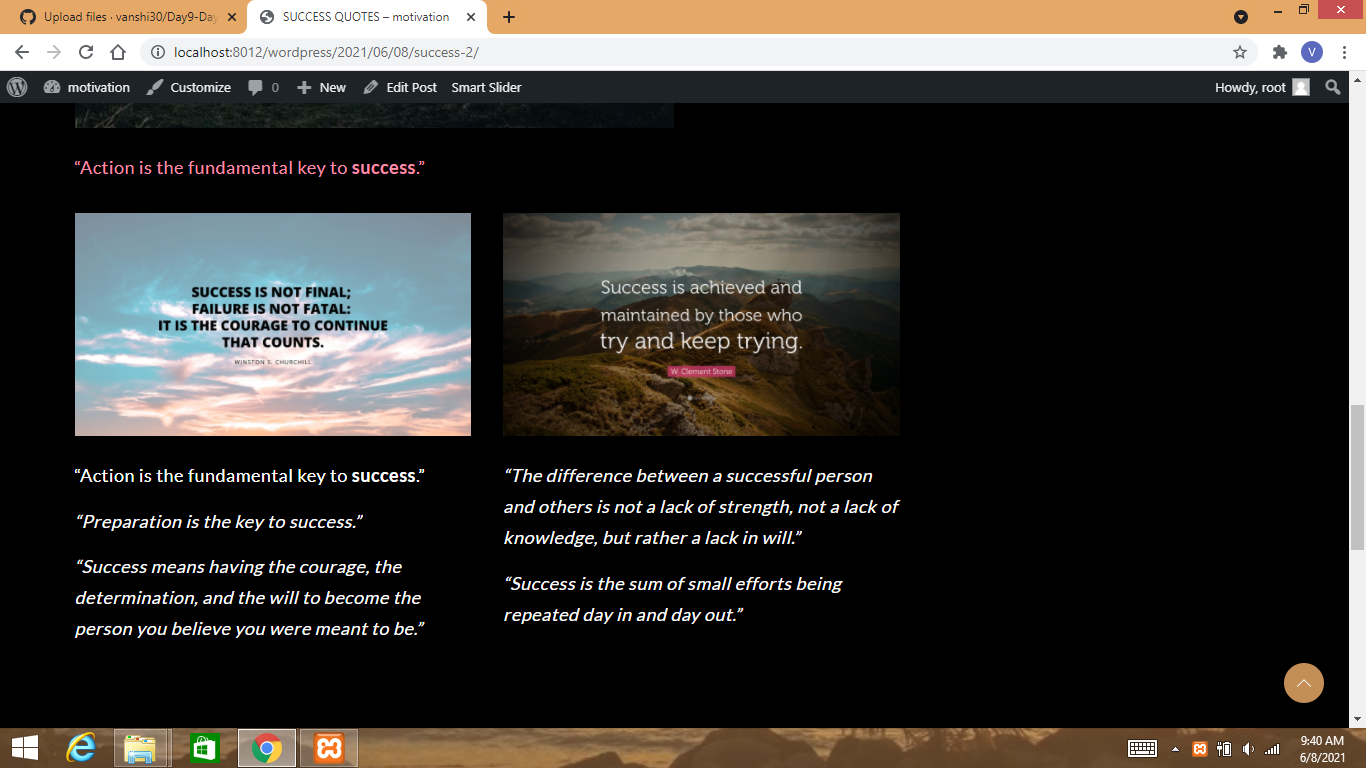 Upload files · vanshi30/Day9-Day
SUCCESS QUOTES – motivation
localhost:8012/wordpress/2021/06/08/success-2/
V
motivation
Customize
0
New
Edit Post
Smart Slider
Howdy, root
“Action is the fundamental key to success.”
SUCCESS IS NOT FINAL;
FAILURE IS NOT FATAL:
IT IS THE COURAGE TO CONTINUE
THAT COUNTS.
WINSTON S. CHURCHILL
Success is achieved and
maintained by those who
try and keep trying.
W. Clement Stone
“Action is the fundamental key to success.”
“Preparation is the key to success.”
“Success means having the courage, the
determination, and the will to become the
person you believe you were meant to be.”
“The difference between a successful person
and others is not a lack of strength, not a lack of
knowledge, but rather a lack in will.”
“Success is the sum of small efforts being
repeated day in and day out.”
9:40 AM
6/8/2021